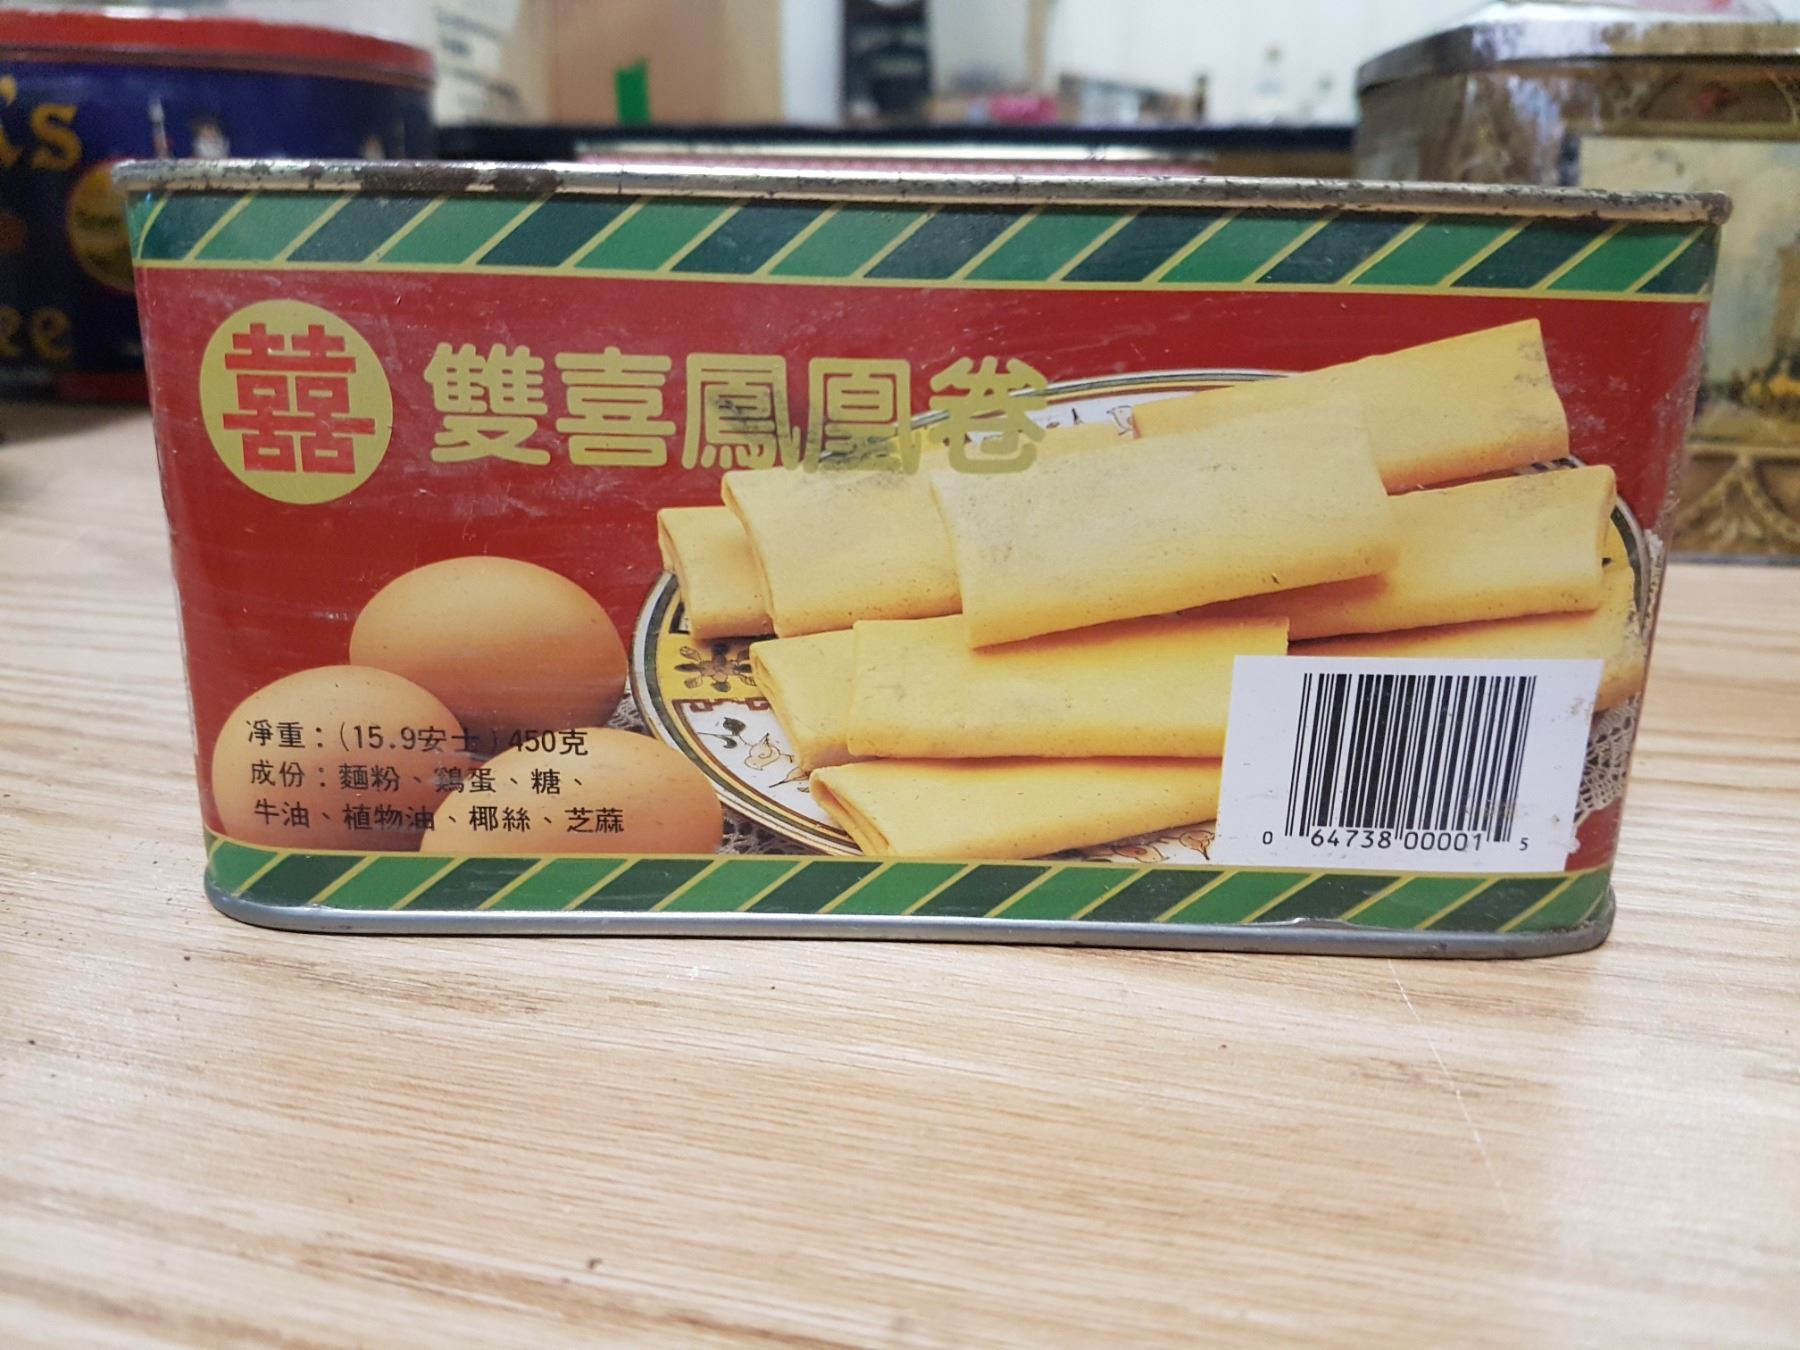 囍 雙喜鳳凰卷
淨重：(15.9安士) 450克
成份：麵粉、鷄蛋、糖、
牛油、植物油、椰絲、芝蔴
0 64738 00001 5
's
ee